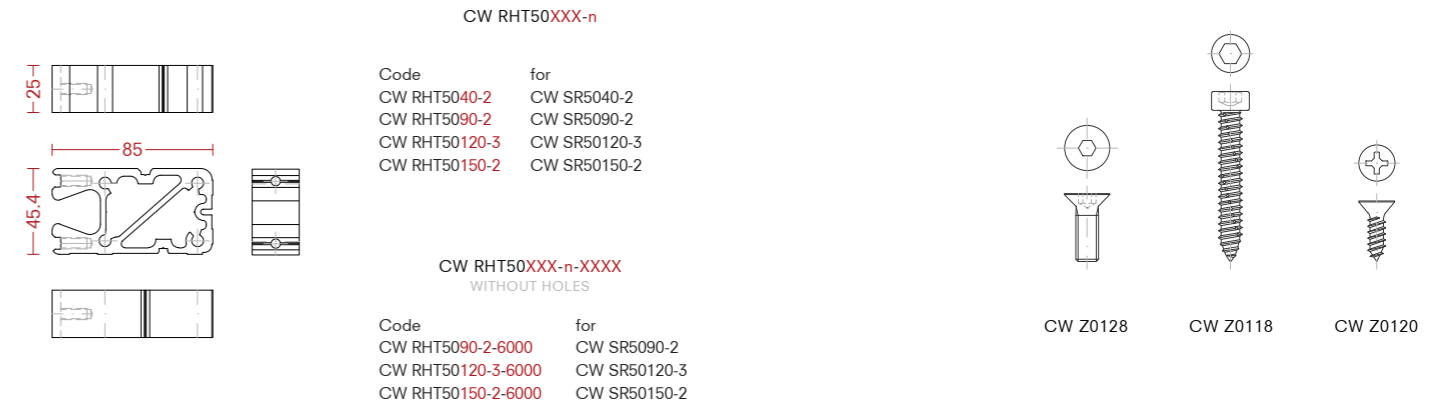 CW RHT50XXX-n
25
85
45.4
Code for
CW RHT5040-2 CW SR5040-2
CW RHT5090-2 CW SR5090-2
CW RHT50120-3 CW SR50120-3
CW RHT50150-2 CW SR50150-2
CW RHT50XXX-n-XXXX
WITHOUT HOLES
Code for
CW RHT5090-2-6000 CW SR5090-2
CW RHT50120-3-6000 CW SR50120-3
CW RHT50150-2-6000 CW SR50150-2
CW Z0128
CW Z0118
CW Z0120